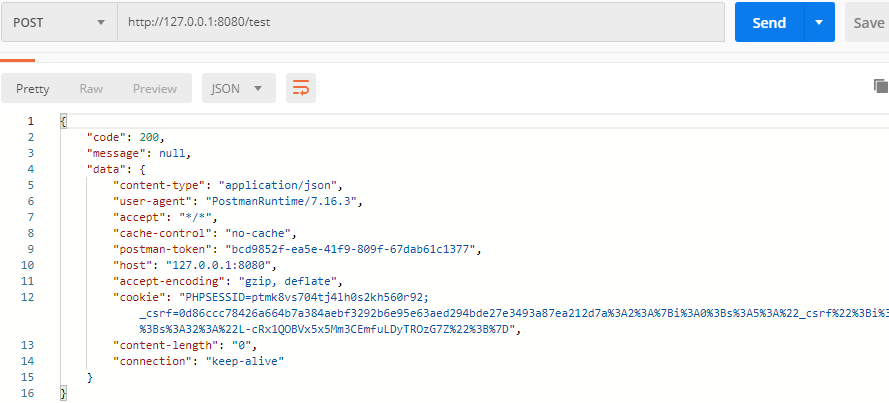 POST http://127.0.0.1:8080/test Send Save
Pretty Raw Preview JSON
1 {
2 "code": 200,
3 "message": null,
4 "data": {
5 "content-type": "application/json",
6 "user-agent": "PostmanRuntime/7.16.3",
7 "accept": "*/*",
8 "cache-control": "no-cache",
9 "postman-token": "bcd9852f-ea5e-41f9-809f-67dab61c1377",
10 "host": "127.0.0.1:8080",
11 "accept-encoding": "gzip, deflate",
12 "cookie": "PHPSESSID=ptmk8vs704tj4lh0s2kh560r92;
_csrf=0d86ccc78426a664b7a384aebf3292b6e95e63aed294bde27e3493a87ea212d7a%3A2%3A%7Bi%3A0%3Bs%3A5%3A%22_csrf%22%3Bi%3
%3Bs%3A32%3A%22L-cRx1QOBVx5x5Mm3CEmfuLDyTROzG7Z%22%3B%7D",
13 "content-length": "0",
14 "connection": "keep-alive"
15 }
16 }